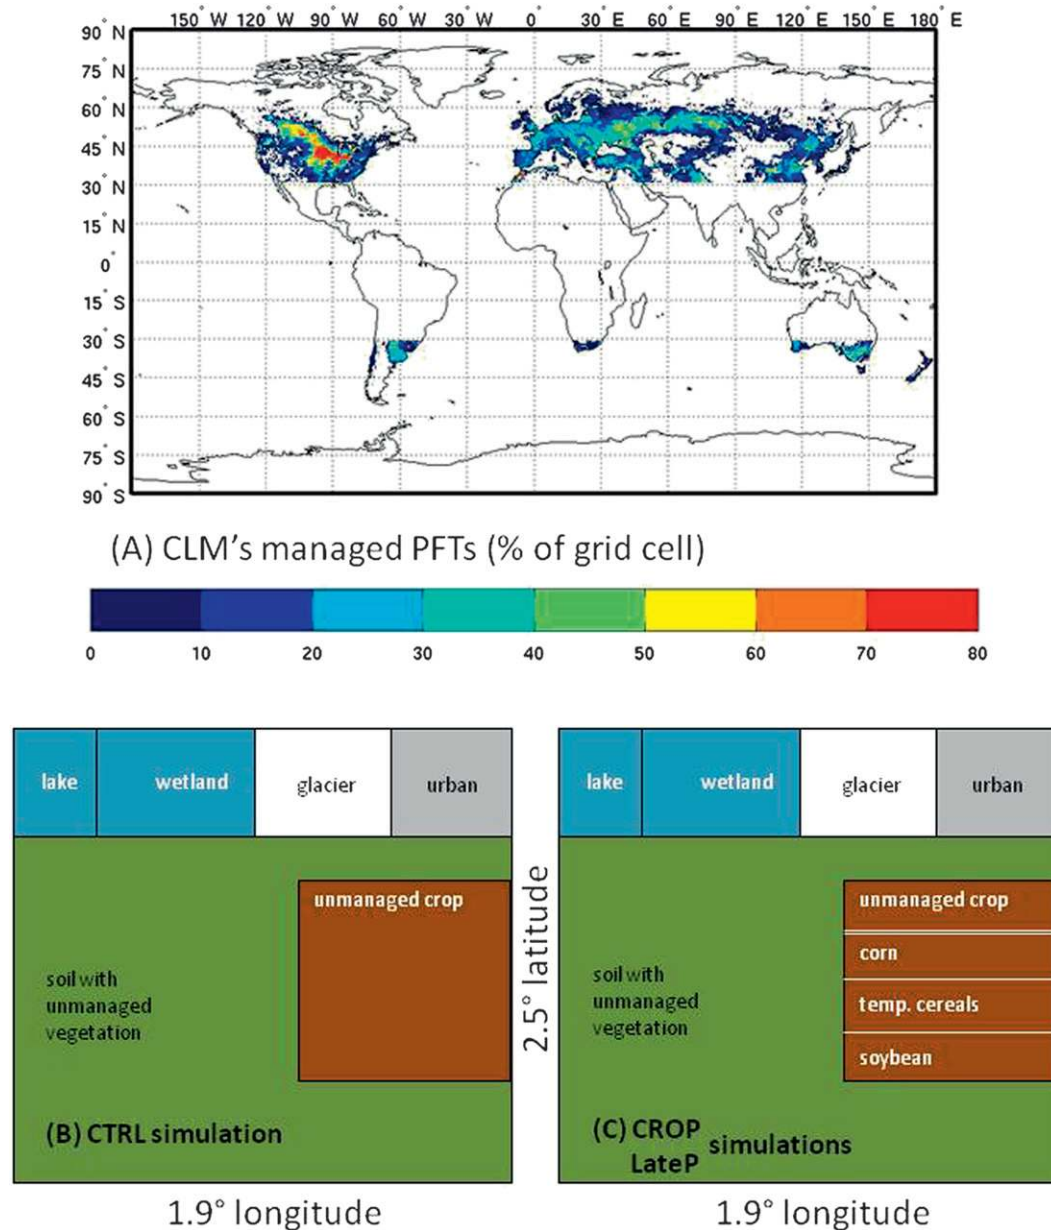 150° W 120° W 90° W 60° W 30° W 0° 30° E 60° E 90° E 120° E 150° E 180° E
90° N
75° N
60° N
45° N
30° N
15° N
0°
15° S
30° S
45° S
60° S
75° S
90° S
(A) CLM's managed PFTs (% of grid cell)
0 10 20 30 40 50 60 70 80
lake wetland glacier urban
unmanaged crop
soil with
unmanaged
vegetation
(B) CTRL simulation
1.9° longitude
2.5° latitude
lake wetland glacier urban
unmanaged crop
corn
temp. cereals
soybean
soil with
unmanaged
vegetation
(C) CROP
LateP simulations
1.9° longitude